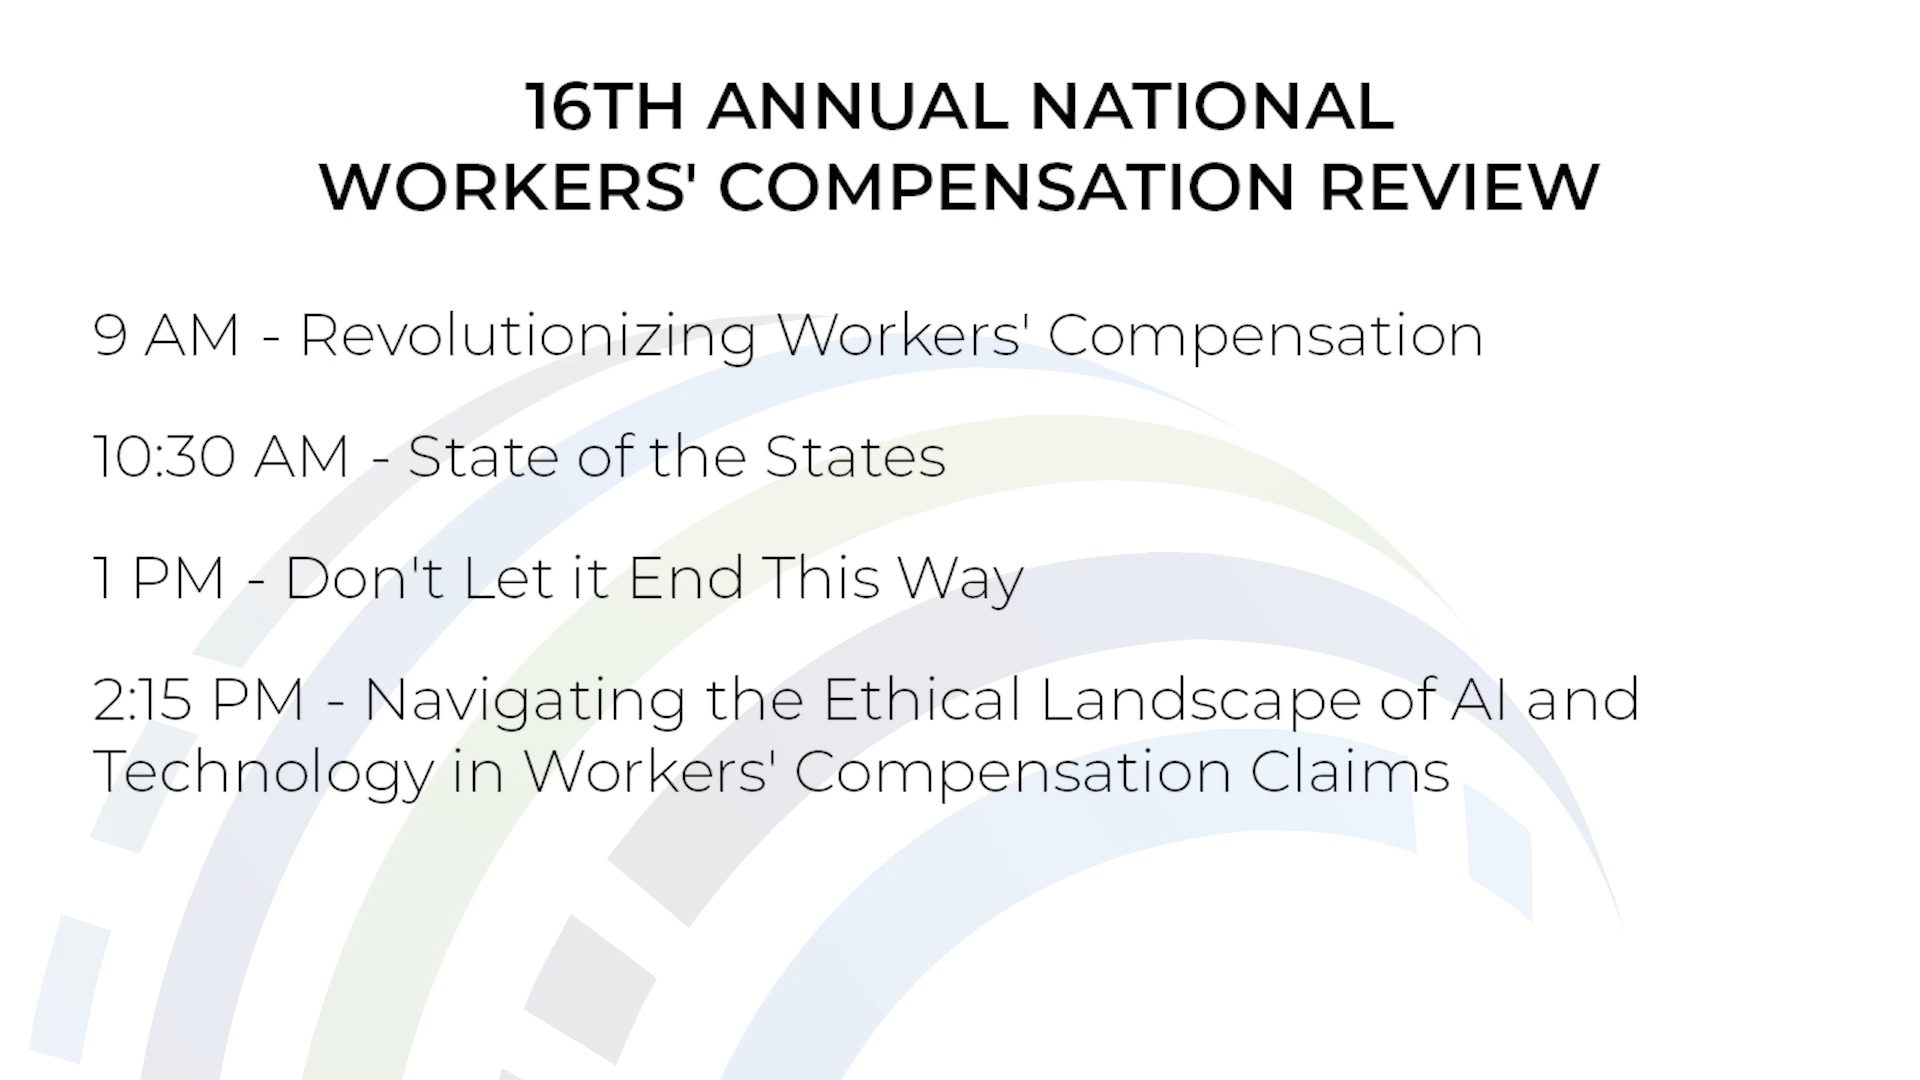 16TH ANNUAL NATIONAL
WORKERS' COMPENSATION REVIEW
9 AM - Revolutionizing Workers' Compensation
10:30 AM - State of the States
1 PM - Don't Let it End This Way
2:15 PM - Navigating the Ethical Landscape of AI and
Technology in Workers' Compensation Claims